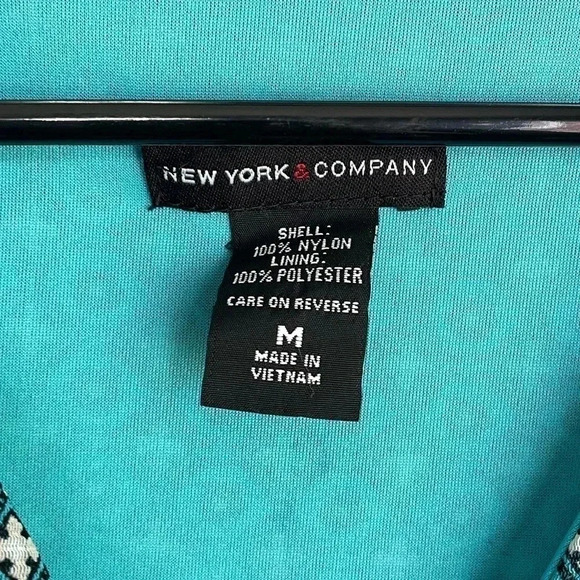 NEW YORK & COMPANY
SHELL:
100% NYLON
LINING:
100% POLYESTER
CARE ON REVERSE
M
MADE IN
VIETNAM